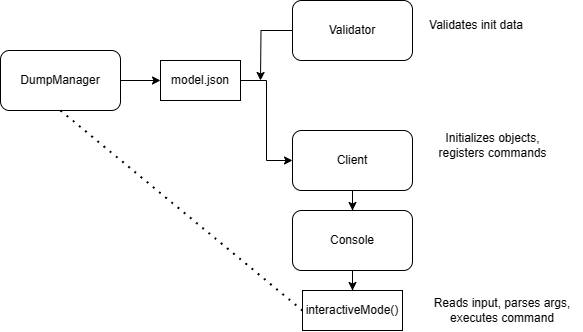 Validator
Validates init data
DumpManager
model.json
Client
Initializes objects,
registers commands
Console
interactiveMode()
Reads input, parses args,
executes command